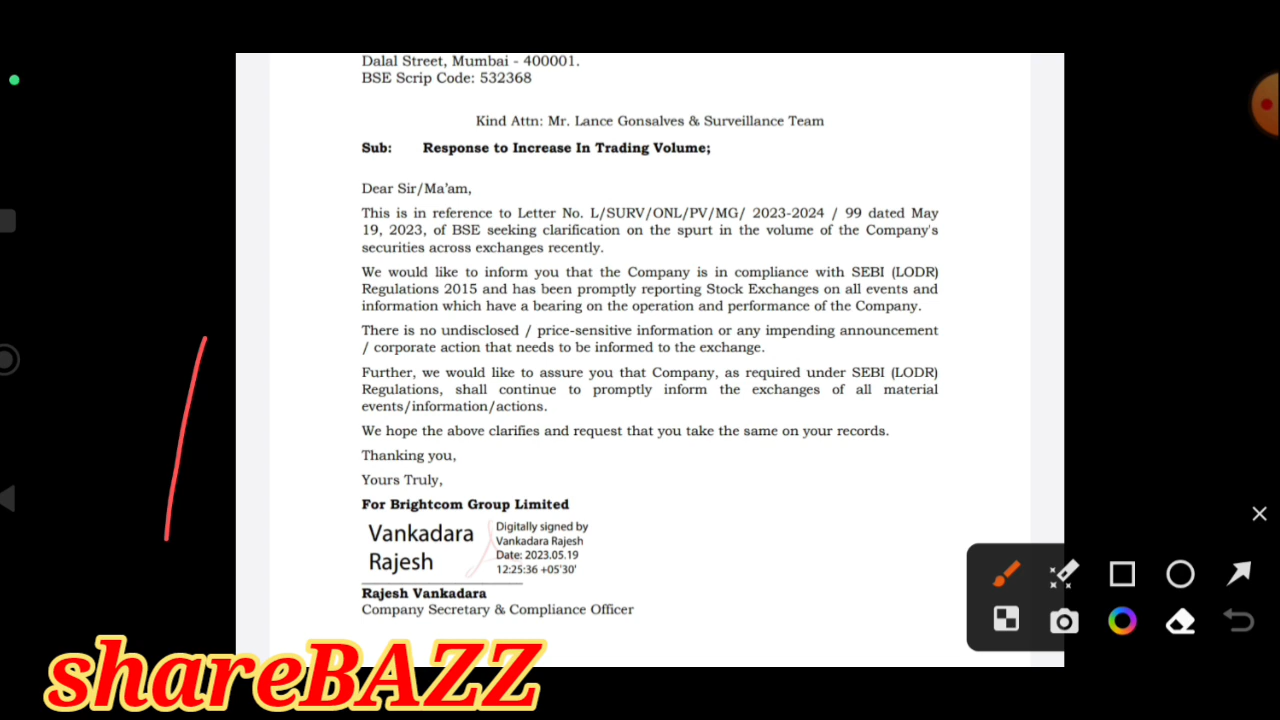 Dalal Street, Mumbai - 400001.
BSE Scrip Code: 532368
Kind Attn: Mr. Lance Gonsalves & Surveillance Team
Sub: Response to Increase In Trading Volume;
Dear Sir/Ma'am,
This is in reference to Letter No. L/SURV/ONL/PV/MG/ 2023-2024 / 99 dated May
19, 2023, of BSE seeking clarification on the spurt in the volume of the Company's
securities across exchanges recently.
We would like to inform you that the Company is in compliance with SEBI (LODR)
Regulations 2015 and has been promptly reporting Stock Exchanges on all events and
information which have a bearing on the operation and performance of the Company.
There is no undisclosed / price-sensitive information or any impending announcement
/ corporate action that needs to be informed to the exchange.
Further, we would like to assure you that Company, as required under SEBI (LODR)
Regulations, shall continue to promptly inform the exchanges of all material
events/information/actions.
We hope the above clarifies and request that you take the same on your records.
Thanking you,
Yours Truly,
For Brightcom Group Limited
Vankadara
Rajesh
Digitally signed by
Vankadara Rajesh
Date: 2023.05.19
12:25:36 +05'30'
Rajesh Vankadara
Company Secretary & Compliance Officer
shareBAZZ